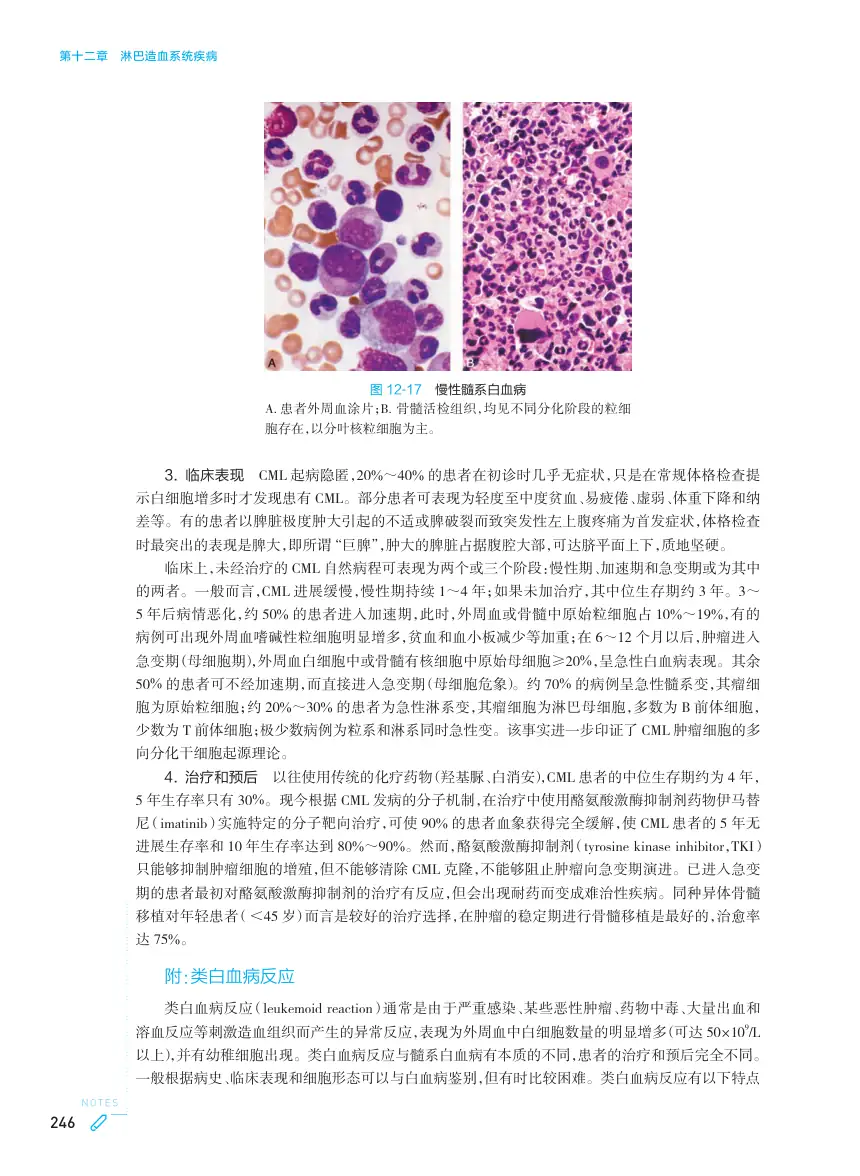 第十二章　淋巴造血系统疾病
A
B
图 12-17　慢性髓系白血病
A. 患者外周血涂片；B. 骨髓活检组织，均见不同分化阶段的粒细
胞存在，以分叶核粒细胞为主。
3. 临床表现　CML 起病隐匿，20%～40% 的患者在初诊时几乎无症状，只是在常规体格检查提
示白细胞增多时才发现患有 CML。部分患者可表现为轻度至中度贫血、易疲倦、虚弱、体重下降和纳
差等。有的患者以脾脏极度肿大引起的不适或脾破裂而致突发性左上腹疼痛为首发症状，体格检查
时最突出的表现是脾大，即所谓“巨脾”，肿大的脾脏占据腹腔大部，可达脐平面上下，质地坚硬。
临床上，未经治疗的 CML 自然病程可表现为两个或三个阶段：慢性期、加速期和急变期或为其中
的两者。一般而言，CML 进展缓慢，慢性期持续 1～4 年；如果未加治疗，其中位生存期约 3 年。3～
5 年后病情恶化，约 50% 的患者进入加速期，此时，外周血或骨髓中原始粒细胞占 10%～19%，有的
病例可出现外周血嗜碱性粒细胞明显增多，贫血和血小板减少等加重；在 6～12 个月以后，肿瘤进入
急变期（母细胞期），外周血白细胞中或骨髓有核细胞中原始母细胞≥20%，呈急性白血病表现。其余
50% 的患者可不经加速期，而直接进入急变期（母细胞危象）。约 70% 的病例呈急性髓系变，其瘤细
胞为原始粒细胞；约 20%～30% 的患者为急性淋系变，其瘤细胞为淋巴母细胞，多数为 B 前体细胞，
少数为 T 前体细胞；极少数病例为粒系和淋系同时急性变。该事实进一步印证了 CML 肿瘤细胞的多
向分化干细胞起源理论。
4. 治疗和预后　以往使用传统的化疗药物（羟基脲、白消安），CML 患者的中位生存期约为 4 年，
5 年生存率只有 30%。现今根据 CML 发病的分子机制，在治疗中使用酪氨酸激酶抑制剂药物伊马替
尼（imatinib）实施特定的分子靶向治疗，可使 90% 的患者血象获得完全缓解，使 CML 患者的 5 年无
进展生存率和 10 年生存率达到 80%～90%。然而，酪氨酸激酶抑制剂（tyrosine kinase inhibitor，TKI）
只能够抑制肿瘤细胞的增殖，但不能够清除 CML 克隆，不能够阻止肿瘤向急变期演进。已进入急变
期的患者最初对酪氨酸激酶抑制剂的治疗有反应，但会出现耐药而变成难治性疾病。同种异体骨髓
移植对年轻患者（＜45 岁）而言是较好的治疗选择，在肿瘤的稳定期进行骨髓移植是最好的，治愈率
达 75%。
附：类白血病反应
类白血病反应（leukemoid reaction）通常是由于严重感染、某些恶性肿瘤、药物中毒、大量出血和
溶血反应等刺激造血组织而产生的异常反应，表现为外周血中白细胞数量的明显增多（可达 50×10⁹/L
以上），并有幼稚细胞出现。类白血病反应与髓系白血病有本质的不同，患者的治疗和预后完全不同。
一般根据病史、临床表现和细胞形态可以与白血病鉴别，但有时比较困难。类白血病反应有以下特点
NOTES
246